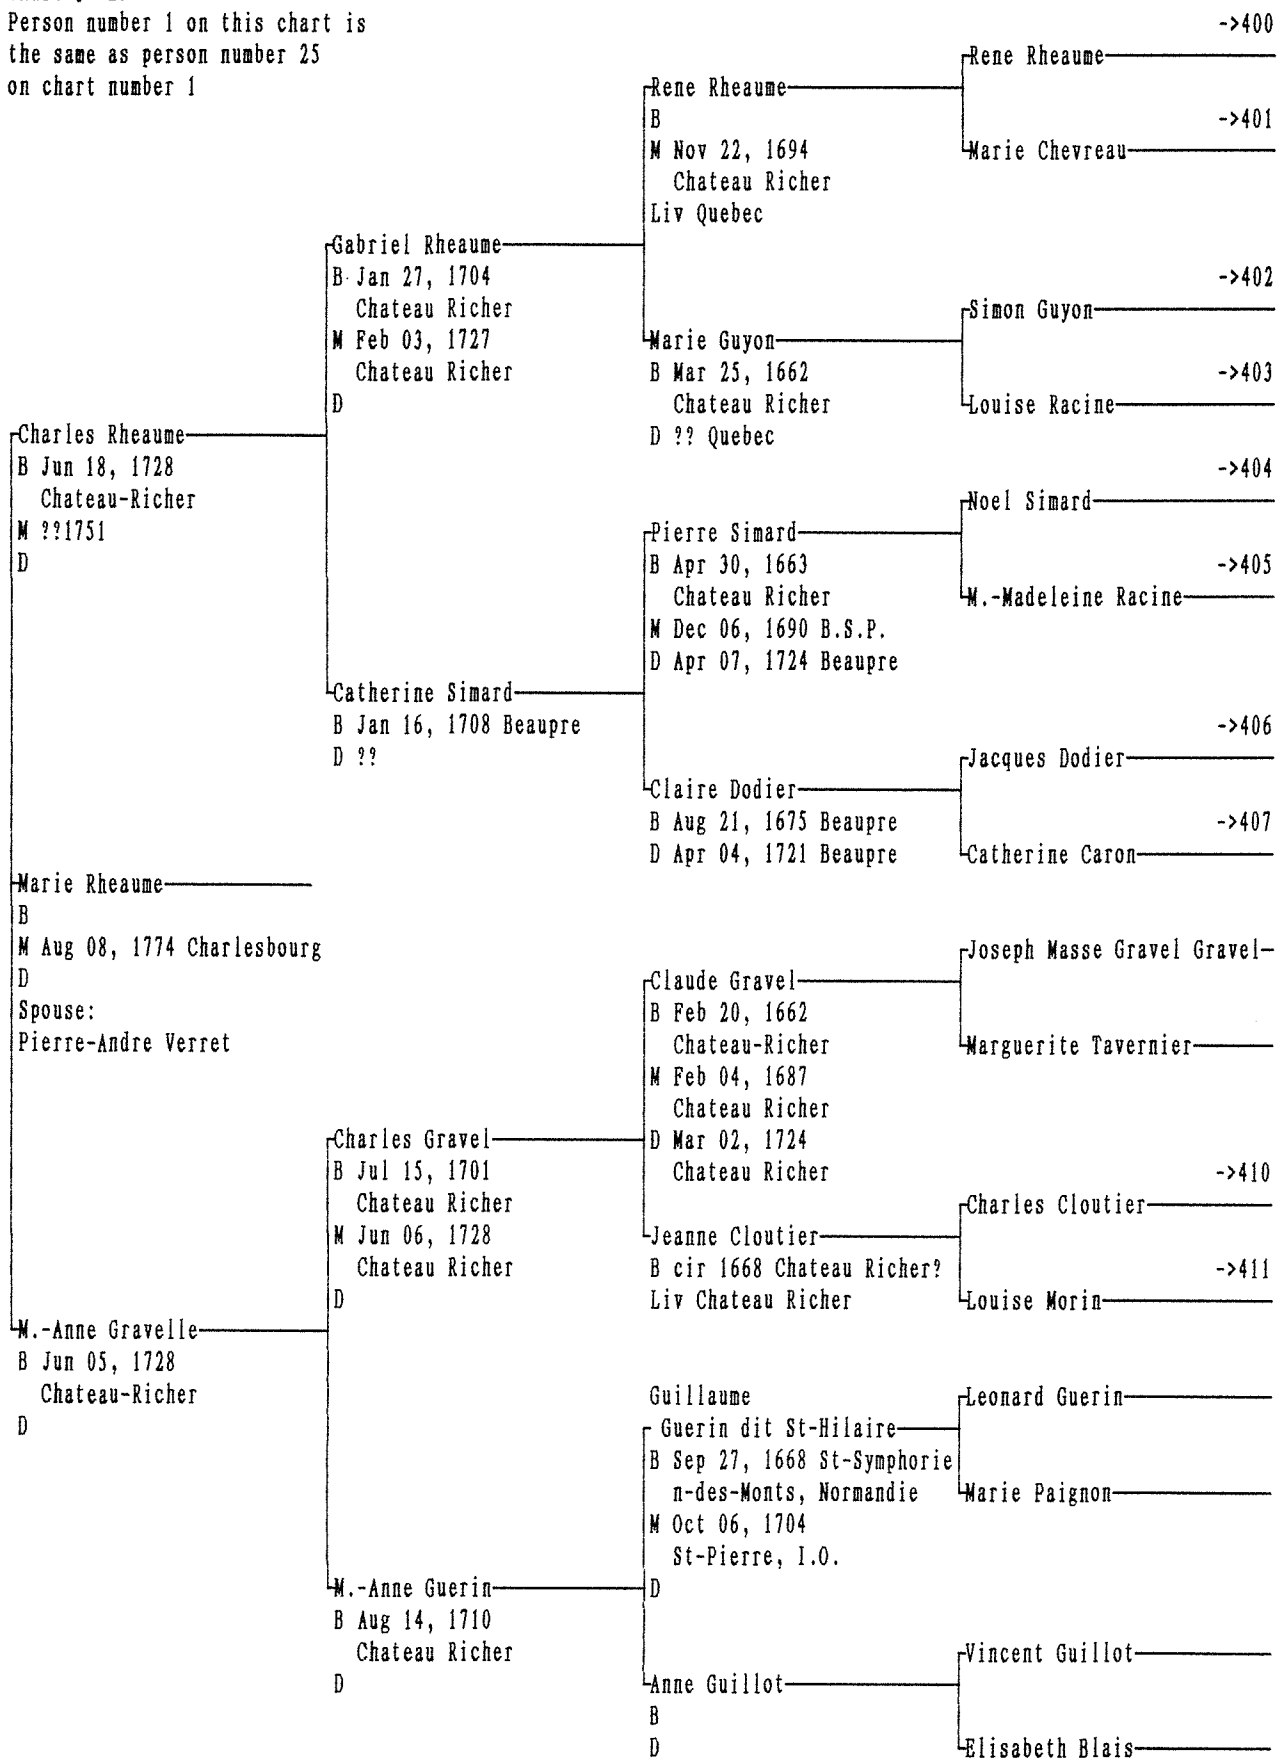 Person number 1 on this chart is
the same as person number 25
on chart number 1
->400
Rene Rheaume
Rene Rheaume
B
->401
M Nov 22, 1694
Marie Chevreau
Chateau Richer
Liv Quebec
Gabriel Rheaume
B Jan 27, 1704
->402
Chateau Richer
Simon Guyon
M Feb 03, 1727
Marie Guyon
Chateau Richer
B Mar 25, 1662
->403
D
Chateau Richer
Louise Racine
Charles Rheaume
D ?? Quebec
B Jun 18, 1728
->404
Chateau-Richer
Noel Simard
M ??1751
Pierre Simard
D
B Apr 30, 1663
->405
Chateau Richer
M.-Madeleine Racine
M Dec 06, 1690 B.S.P.
D Apr 07, 1724 Beaupre
Catherine Simard
B Jan 16, 1708 Beaupre
->406
D ??
Jacques Dodier
Claire Dodier
B Aug 21, 1675 Beaupre
->407
D Apr 04, 1721 Beaupre
Catherine Caron
Marie Rheaume
B
M Aug 08, 1774 Charlesbourg
Joseph Masse Gravel Gravel
D
Claude Gravel
Spouse:
B Feb 20, 1662
Pierre-Andre Verret
Chateau-Richer
Marguerite Tavernier
M Feb 04, 1687
Chateau Richer
Charles Gravel
D Mar 02, 1724
B Jul 15, 1701
Chateau Richer
->410
Chateau Richer
Charles Cloutier
M Jun 06, 1728
Jeanne Cloutier
Chateau Richer
B cir 1668 Chateau Richer?
->411
D
Liv Chateau Richer
Louise Morin
M.-Anne Gravelle
B Jun 05, 1728
Chateau-Richer
Guillaume
Leonard Guerin
D
Guerin dit St-Hilaire
B Sep 27, 1668 St-Symphorie
n-des-Monts, Normandie
Marie Paignon
M Oct 06, 1704
St-Pierre, I.O.
M.-Anne Guerin
D
B Aug 14, 1710
Chateau Richer
Vincent Guillot
D
Anne Guillot
B
D
Elisabeth Blais